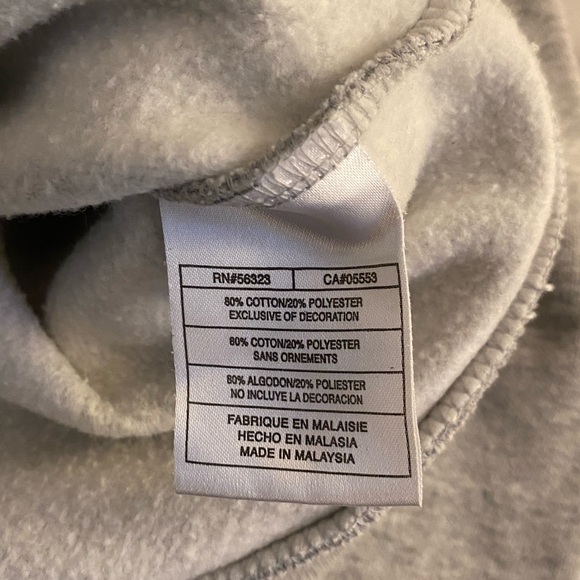 RN#56323 CA#05553
80% COTTON/20% POLYESTER
EXCLUSIVE OF DECORATION
80% COTON/20% POLYESTER
SANS ORNEMENTS
80% ALGODON/20% POLIESTER
NO INCLUYE LA DECORACION
FABRIQUE EN MALAISIE
HECHO EN MALASIA
MADE IN MALAYSIA